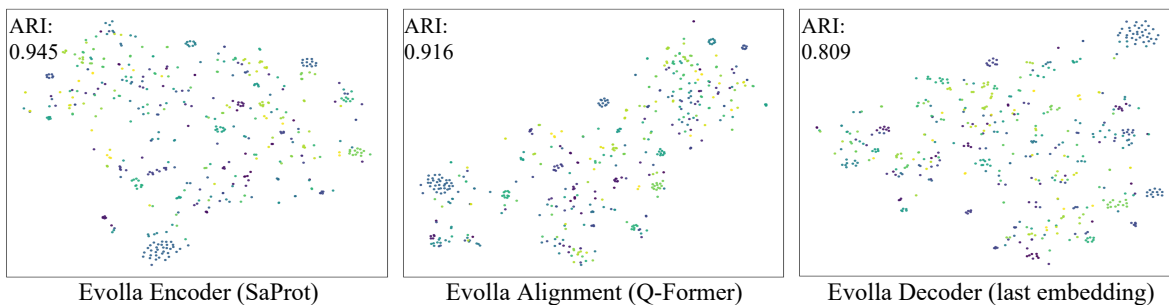 ARI:
0.945
ARI:
0.916
ARI:
0.809
Evolla Encoder (SaProt)
Evolla Alignment (Q-Former)
Evolla Decoder (last embedding)